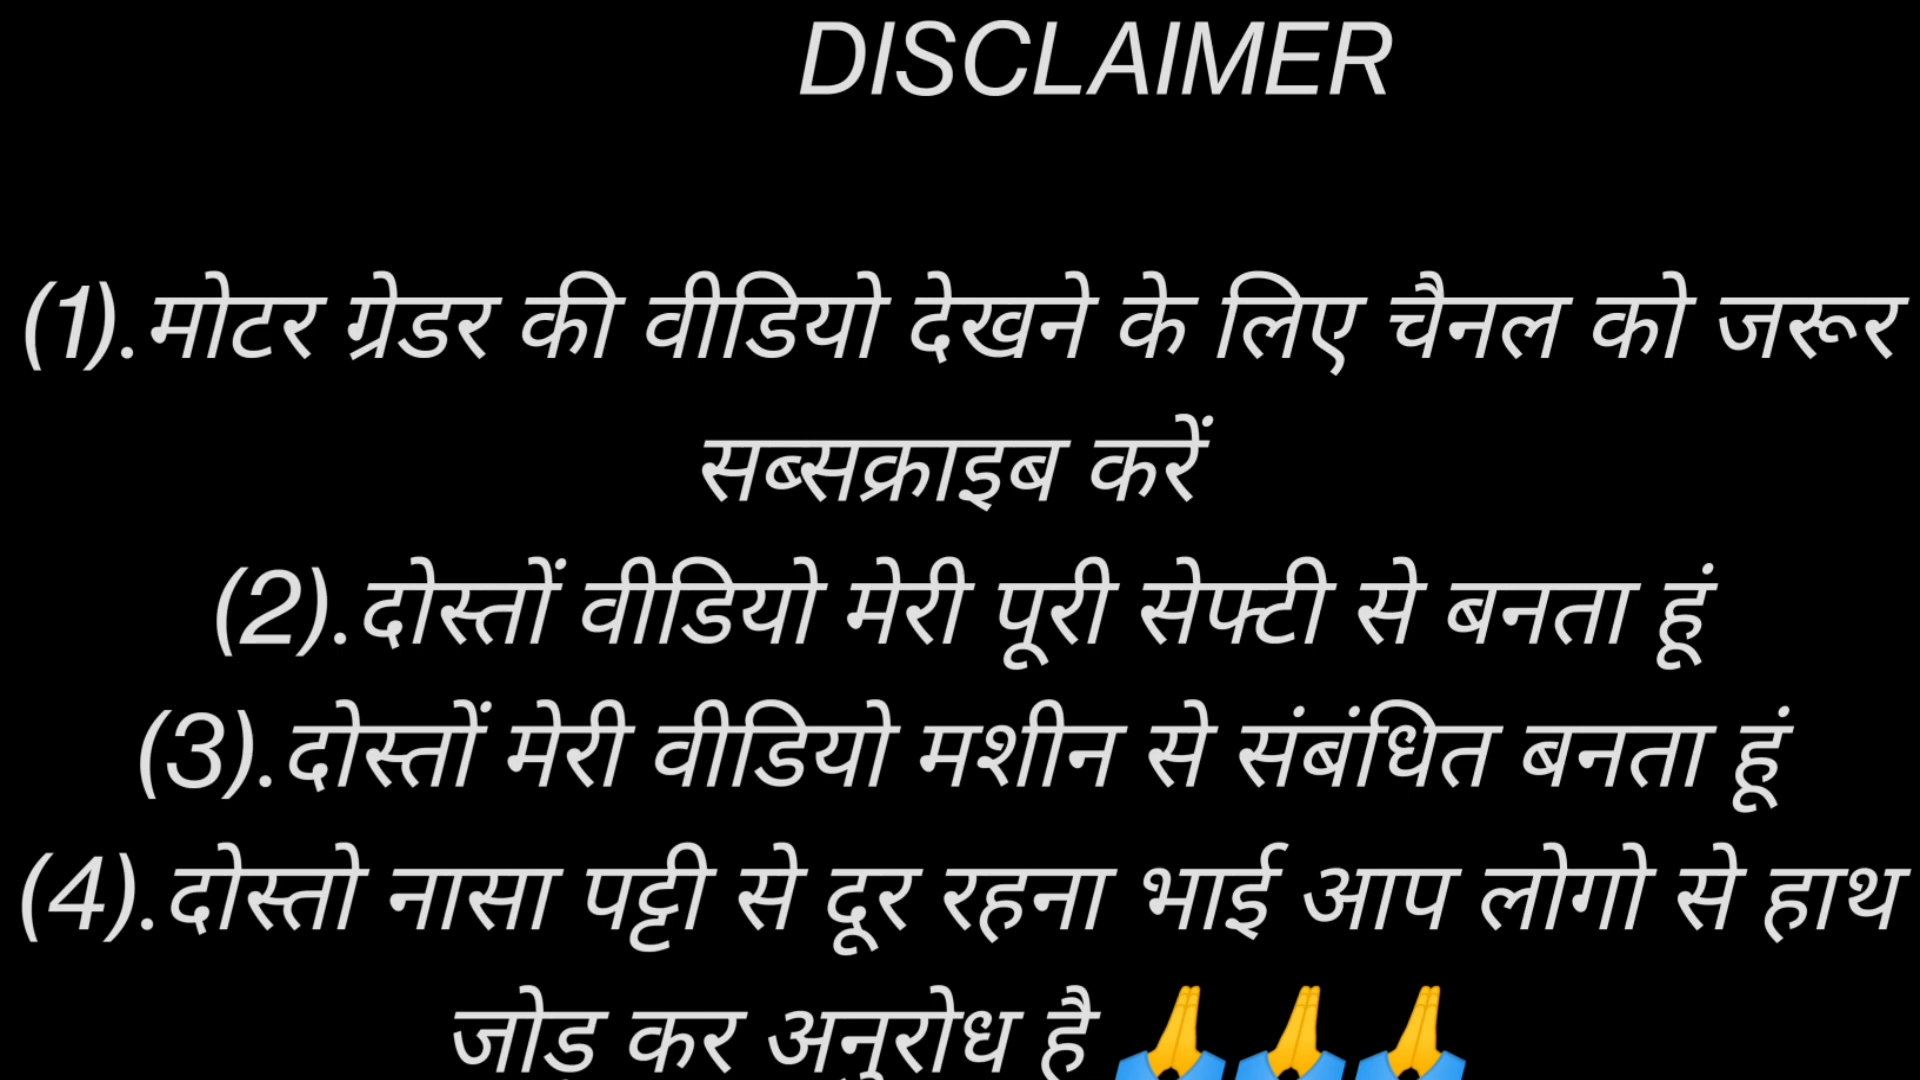 DISCLAIMER
(1).मोटर ग्रेडर की वीडियो देखने के लिए चैनल को जरूर
सब्सक्राइब करें
(2).दोस्तों वीडियो मेरी पूरी सेफ्टी से बनता हूं
(3).दोस्तों मेरी वीडियो मशीन से संबंधित बनता हूं
(4).दोस्तो नासा पट्टी से दूर रहना भाई आप लोगो से हाथ
जोड़ कर अनुरोध है 🙏🙏🙏